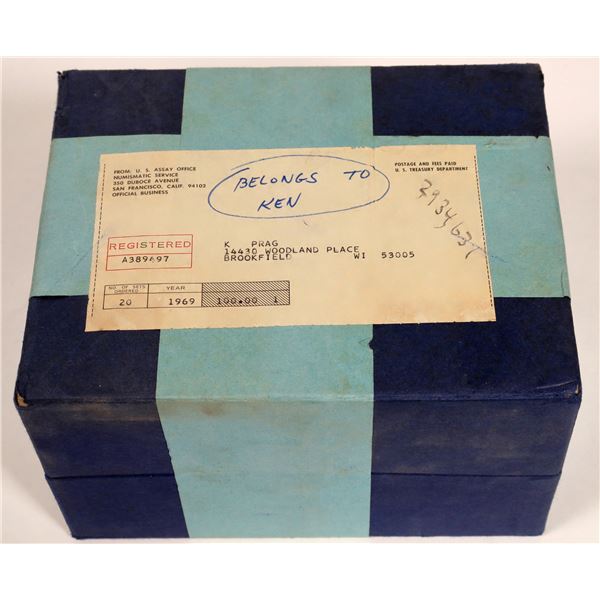 FROM: U. S. ASSAY OFFICE
NUMISMATIC SERVICE
350 DUBOCE AVENUE
SAN FRANCISCO, CALIF. 94102
OFFICIAL BUSINESS
BELONGS TO
KEN
POSTAGE AND FEES PAID
U. S. TREASURY DEPARTMENT
REGISTERED
A389697
K PRAG
14430 WOODLAND PLACE
BROOKFIELD WI 53005
NO. OF SETS ORDERED YEAR
20 1969 100.00 1